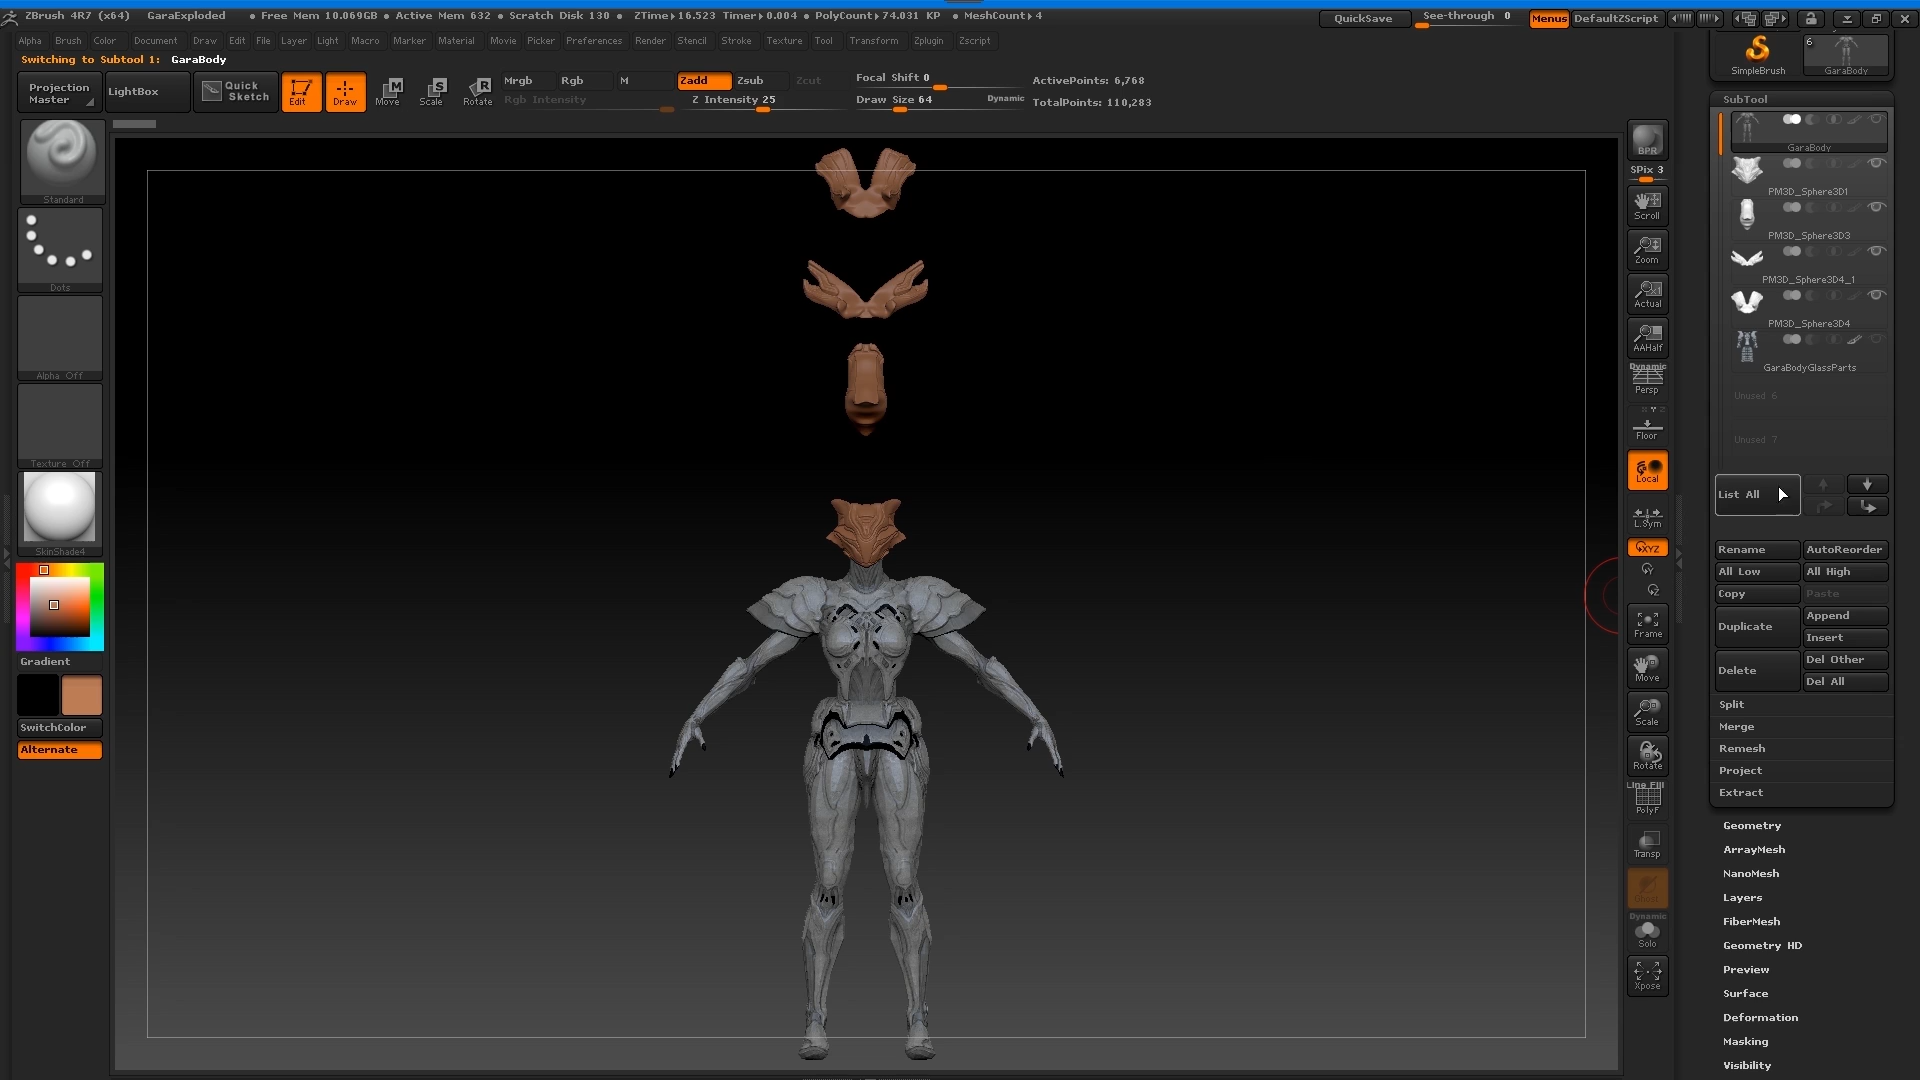 ZBrush 4R7 (x64) GaraExploded • Free Mem 10.069GB • Active Mem 632 • Scratch Disk 130 • ZTime▸16.523 Timer▸0.004 • PolyCount▸74.031 KP • MeshCount▸4 QuickSave See-through 0 Menus DefaultZScript
Alpha Brush Color Document Draw Edit File Layer Light Macro Marker Material Movie Picker Preferences Render Stencil Stroke Texture Tool Transform Zplugin Zscript
Switching to Subtool 1: GaraBody
Projection Master
LightBox
Quick Sketch
Edit
Draw
Move
Scale
Rotate
Mrgb Rgb M Zadd Zsub Zcut
Rgb Intensity Z Intensity 25
Focal Shift 0
Draw Size 64 Dynamic
ActivePoints: 6,768
TotalPoints: 110,283
Standard
Dots
Alpha Off
Texture Off
SkinShade4
Gradient
SwitchColor
Alternate
BPR
SPix 3
Scroll
Zoom
Actual
AAHalf
Dynamic
Persp
Floor
Local
L.Sym
XYZ
Y
Z
Frame
Move
Scale
Rotate
Line Fill
PolyF
Transp
Ghost
Dynamic
Solo
Xpose
SimpleBrush
6
GaraBody
SubTool
GaraBody
PM3D_Sphere3D1
PM3D_Sphere3D3
PM3D_Sphere3D4_1
PM3D_Sphere3D4
GaraBodyGlassParts
Unused 6
Unused 7
List All
Rename AutoReorder
All Low All High
Copy Paste
Duplicate Append
Insert
Delete Del Other
Del All
Split
Merge
Remesh
Project
Extract
Geometry
ArrayMesh
NanoMesh
Layers
FiberMesh
Geometry HD
Preview
Surface
Deformation
Masking
Visibility